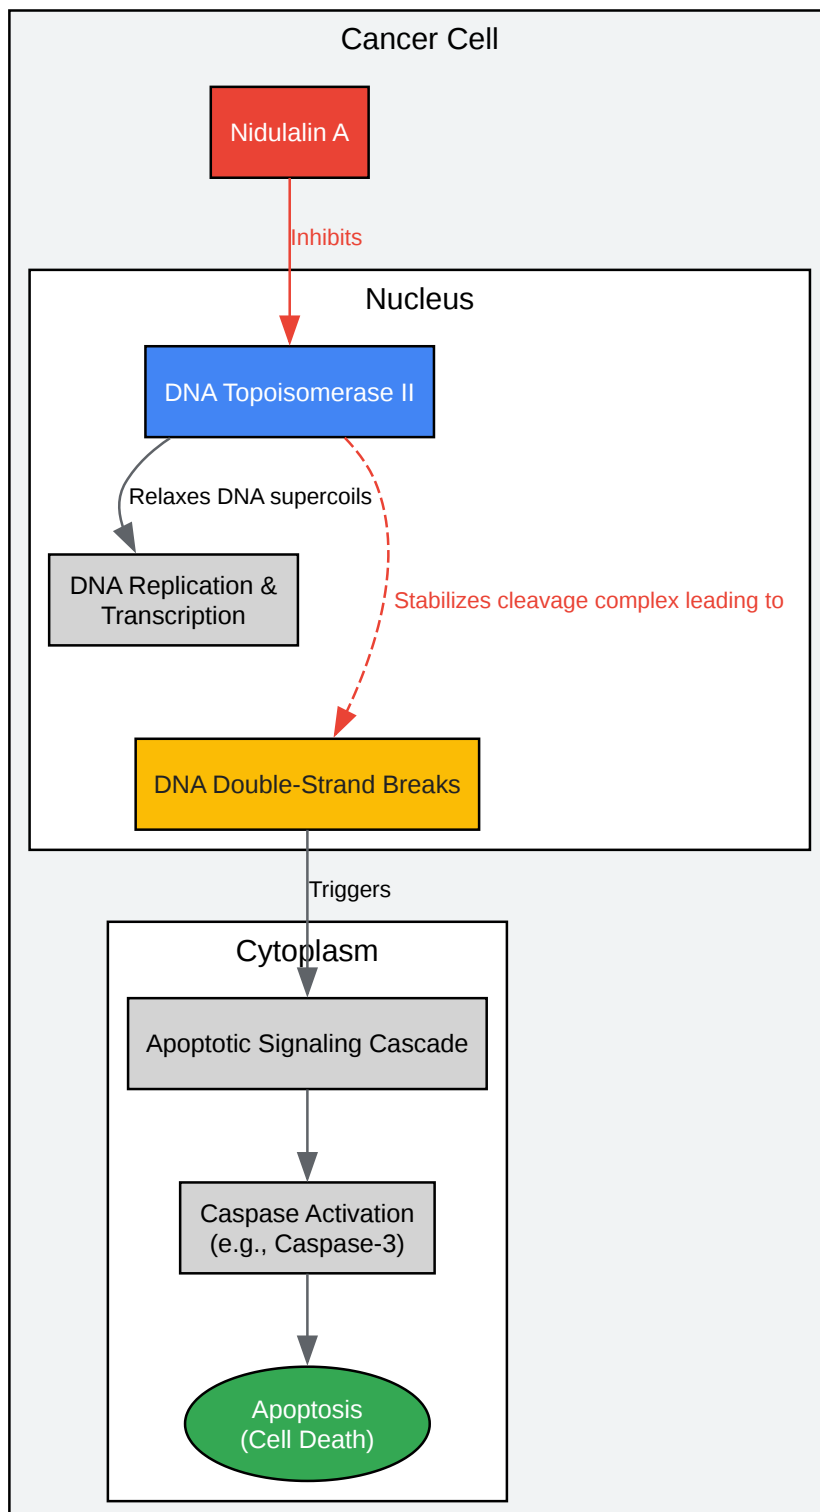 Cancer Cell
Nidulalin A
Inhibits
Nucleus
DNA Topoisomerase II
Relaxes DNA supercoils
DNA Replication &
Transcription
Stabilizes cleavage complex leading to
DNA Double-Strand Breaks
Triggers
Cytoplasm
Apoptotic Signaling Cascade
Caspase Activation
(e.g., Caspase-3)
Apoptosis
(Cell Death)